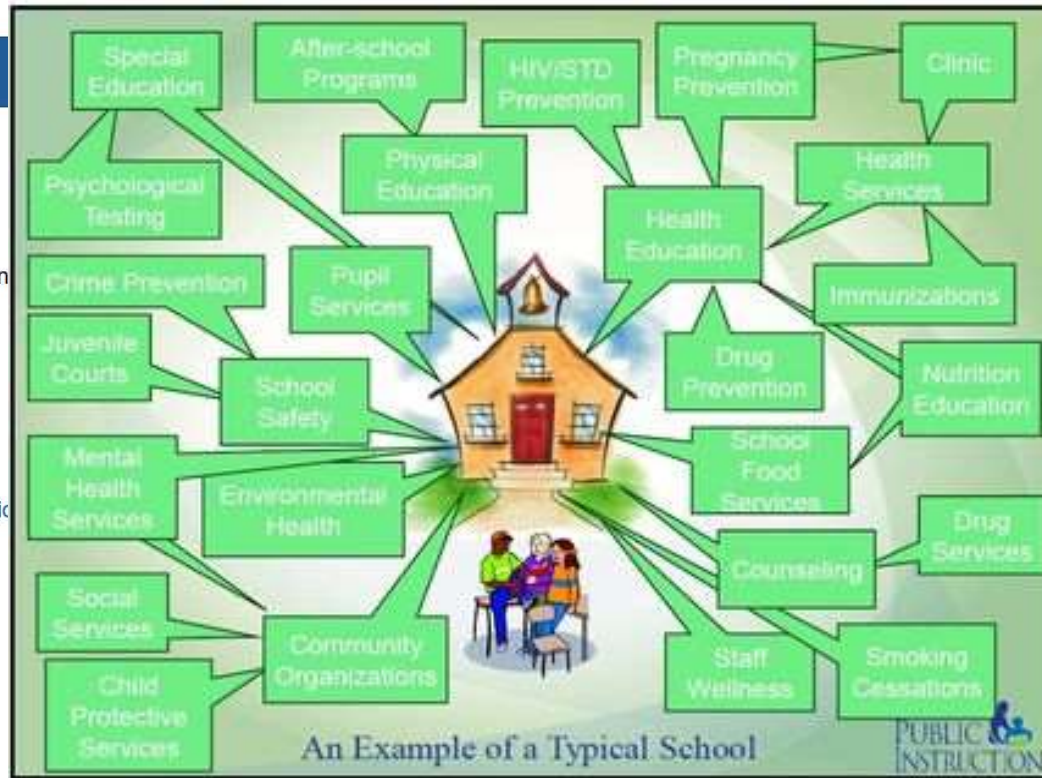 Special
Education
After-school
Programs
HIV/STD
Prevention
Pregnancy
Prevention
Clinic
Psychological
Testing
Physical
Education
Health
Education
Health
Services
Crime Prevention
Pupil
Services
Immunizations
Juvenile
Courts
School
Safety
Drug
Prevention
Nutrition
Education
Mental
Health
Services
Environmental
Health
School
Food
Services
Drug
Services
Counseling
Social
Services
Community
Organizations
Staff
Wellness
Smoking
Cessations
Child
Protective
Services
An Example of a Typical School
PUBLIC
INSTRUCTION